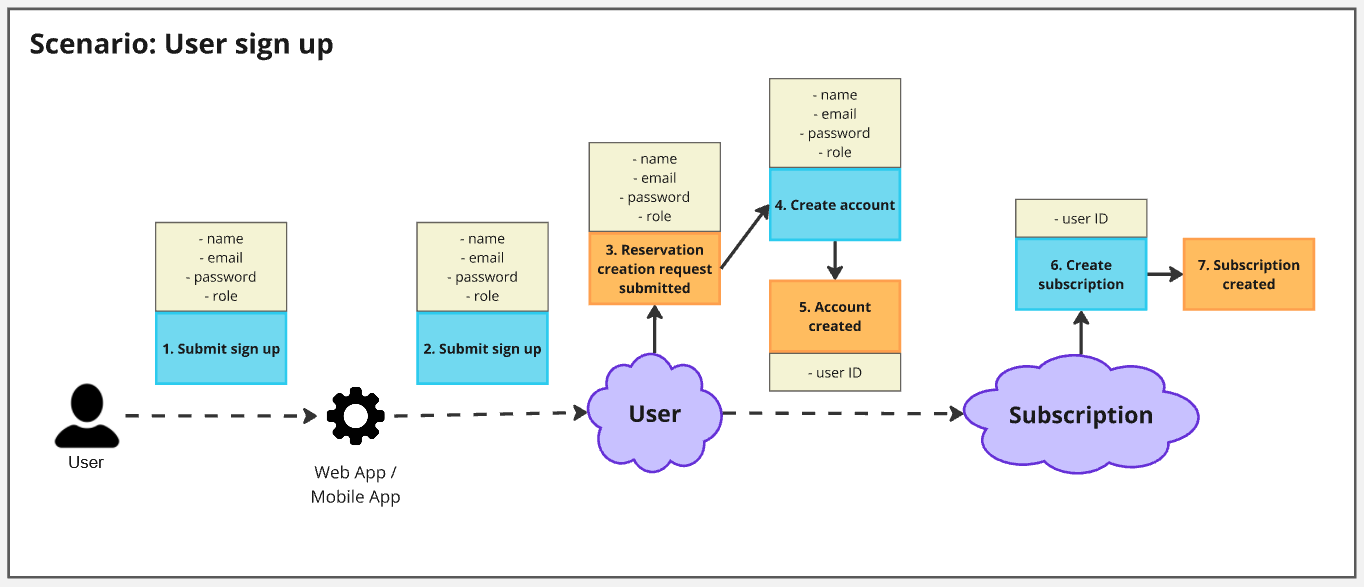 Scenario: User sign up
- name
- email
- password
- role
1. Submit sign up
- name
- email
- password
- role
2. Submit sign up
- name
- email
- password
- role
3. Reservation
creation request
submitted
- name
- email
- password
- role
4. Create account
5. Account
created
- user ID
- user ID
6. Create
subscription
7. Subscription
created
User
Web App /
Mobile App
User
Subscription